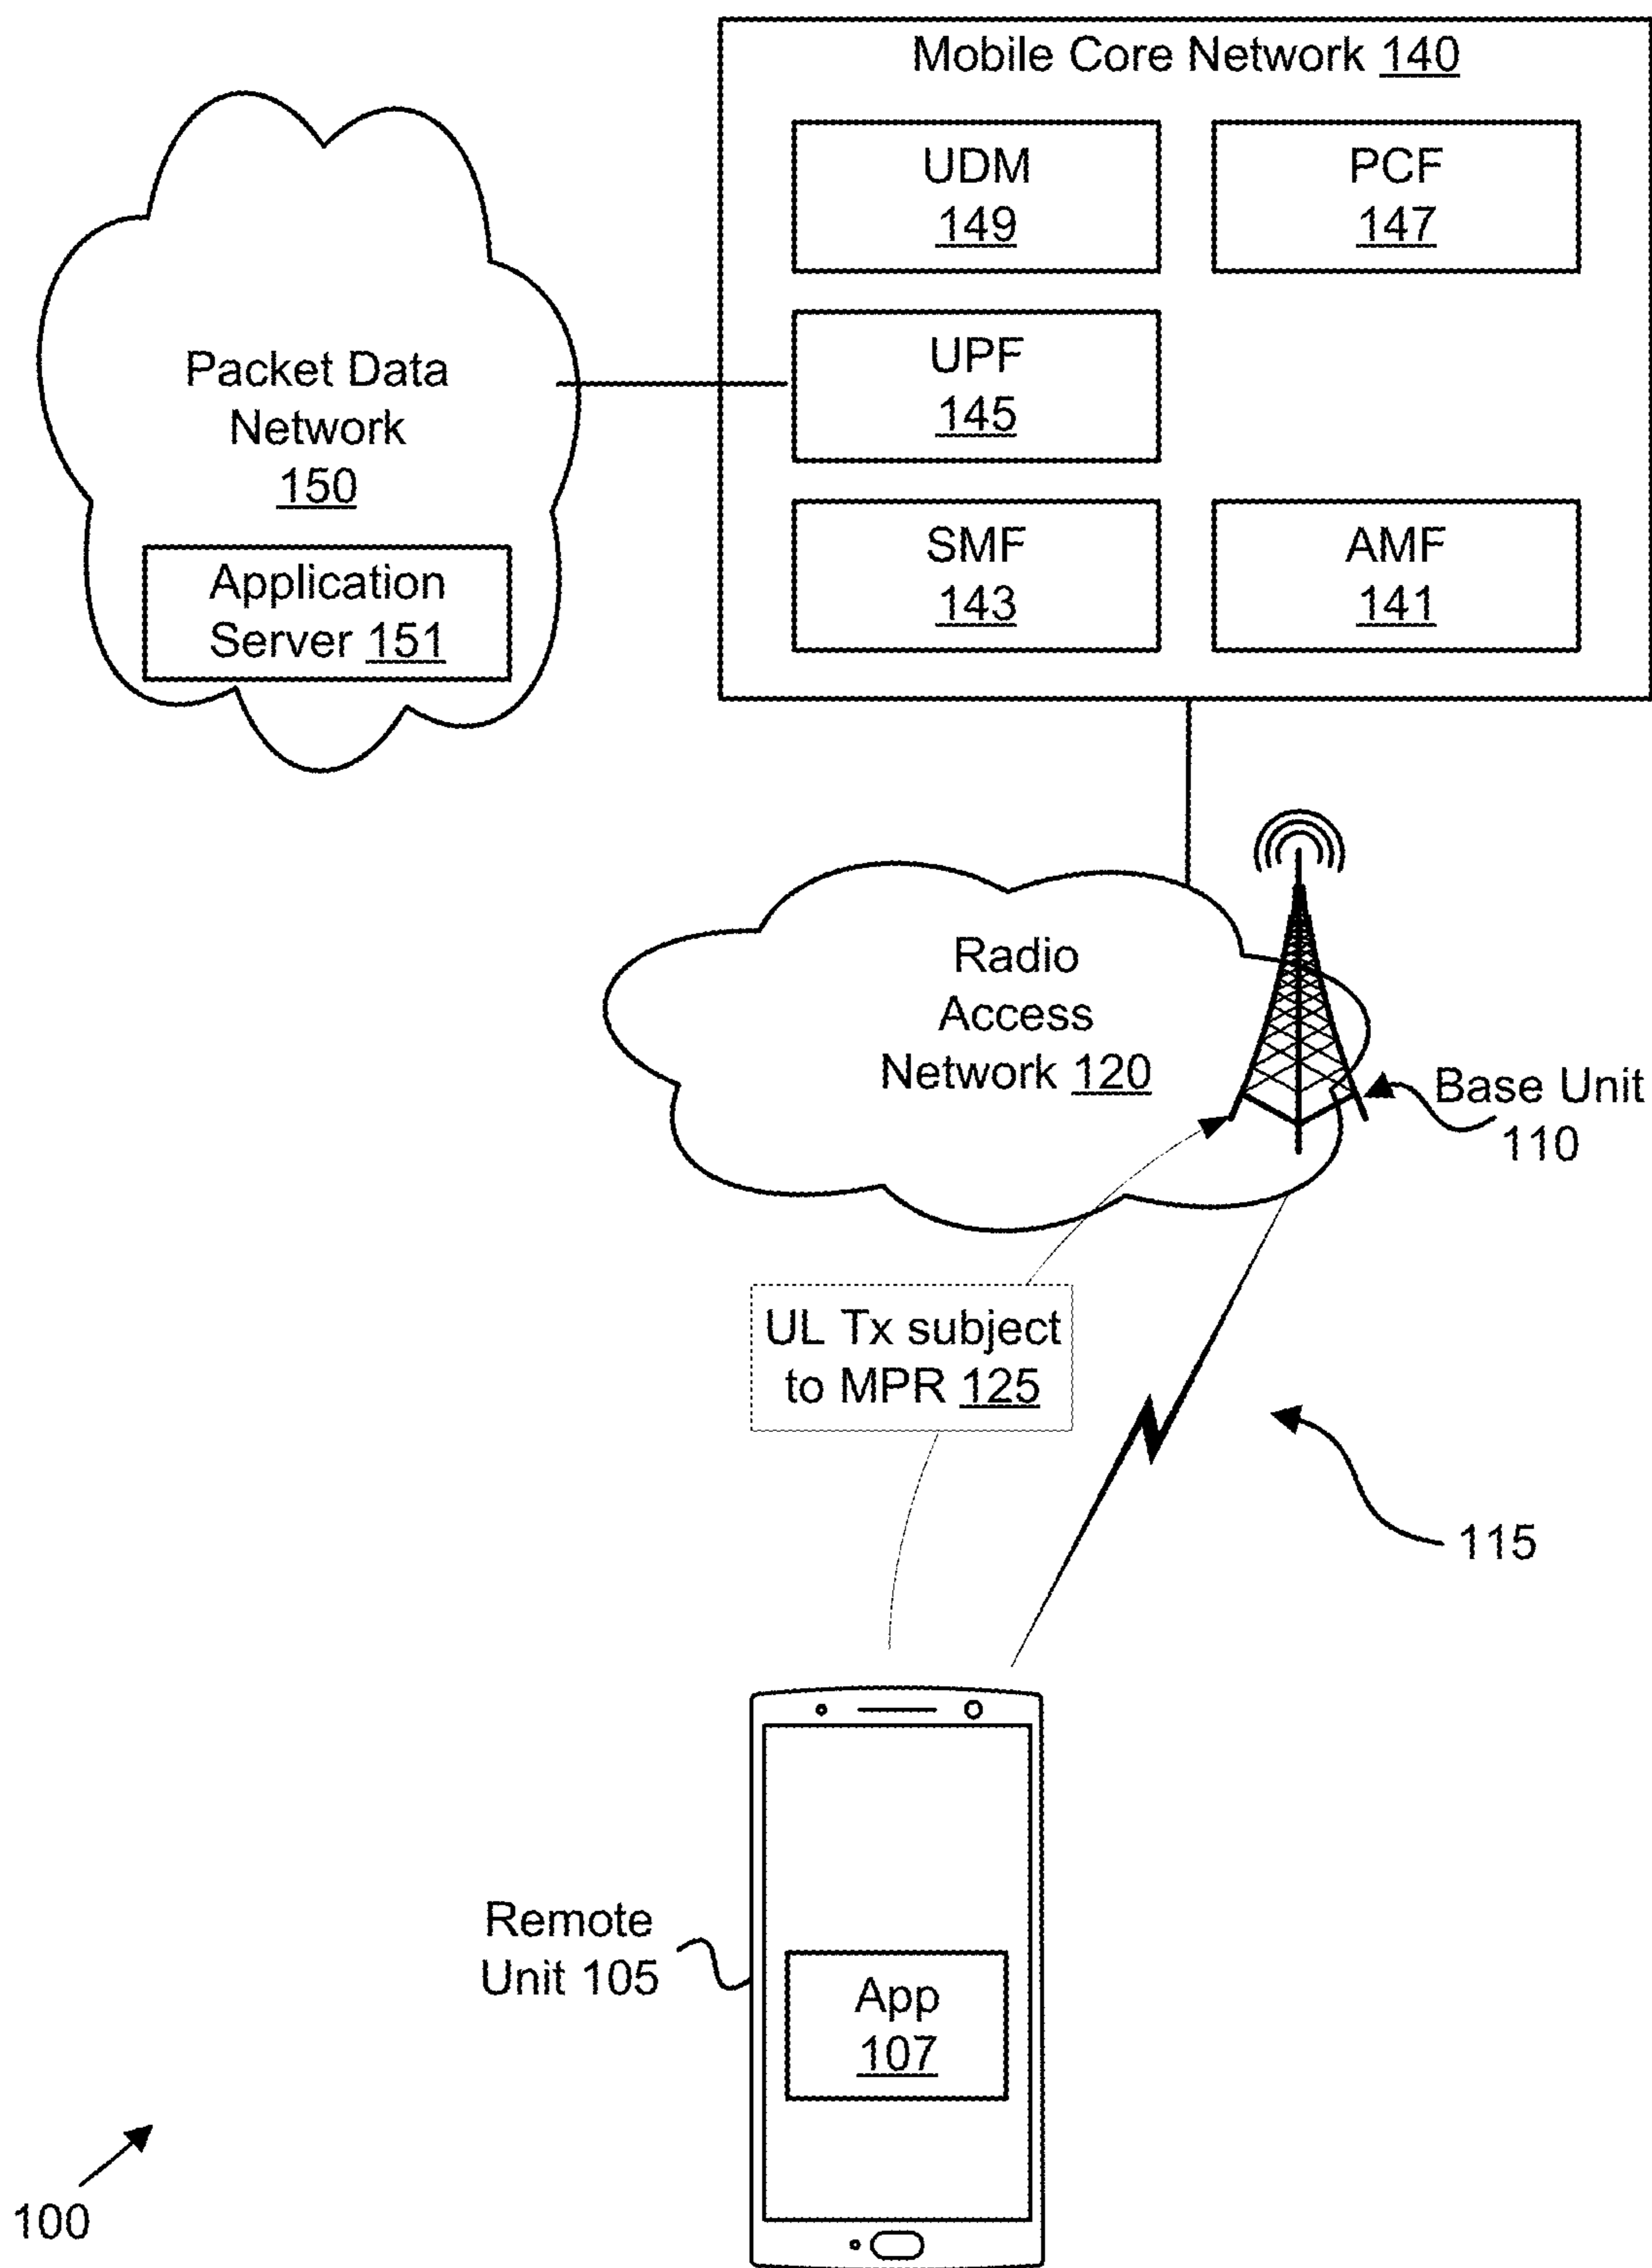 Mobile Core Network 140
UDM
149
PCF
147
UPF
145
SMF
143
AMF
141
Packet Data
Network
150
Application
Server 151
Radio
Access
Network 120
Base Unit
110
UL Tx subject
to MPR 125
115
Remote
Unit 105
App
107
100